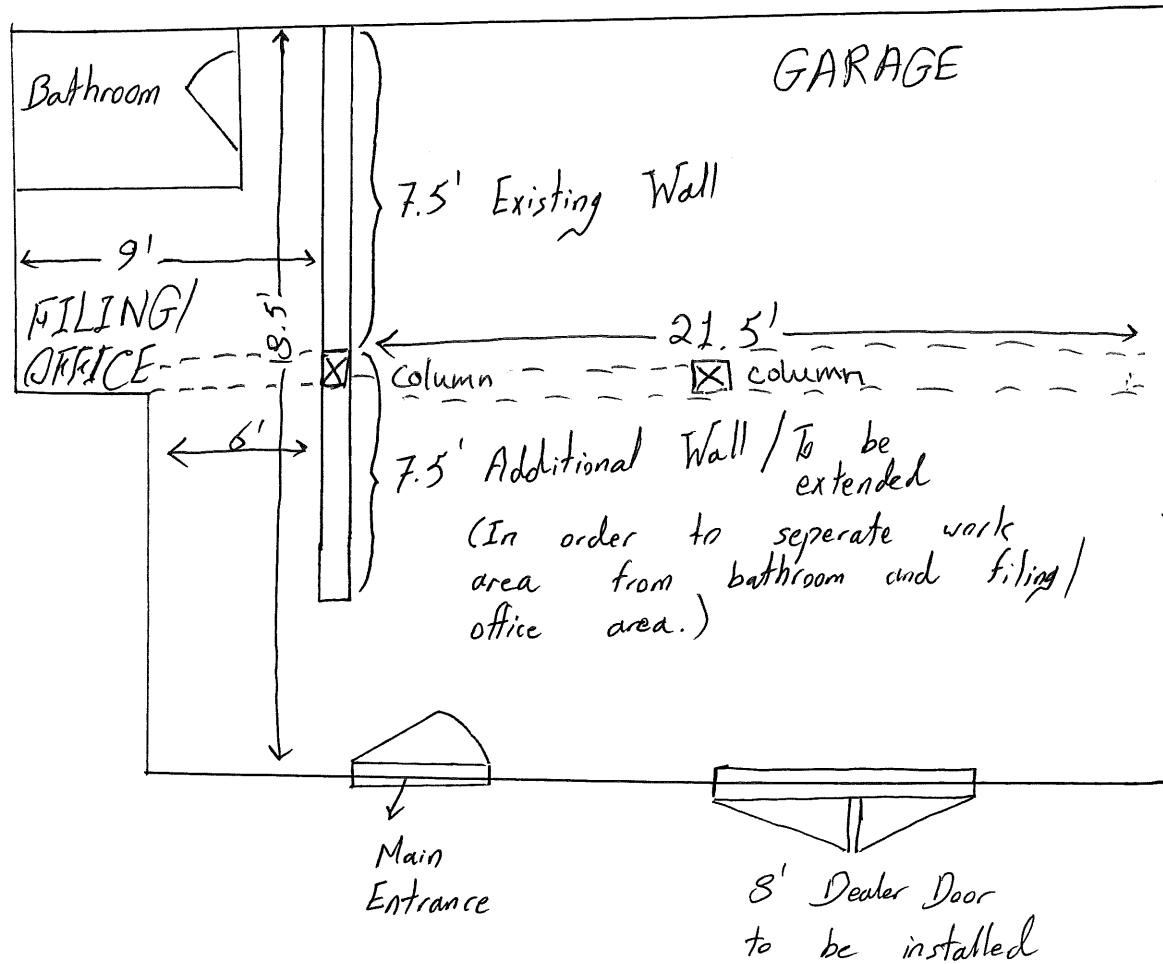 GARAGE
Bathroom
7.5' Existing Wall
9'
FILING/
OFFICE
18.5'
21.5'
column
column
6'
7.5' Additional Wall / To be
extended
(In order to seperate work
area from bathroom and filing/
office area.)
Main
Entrance
8' Dealer Door
to be installed